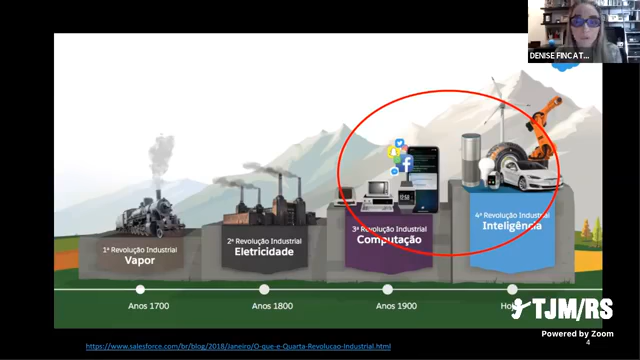 DENISE FINCAT...
1ª Revolução Industrial
Vapor
2ª Revolução Industrial
Eletricidade
3ª Revolução Industrial
Computação
4ª Revolução Industrial
Inteligência
Anos 1700
Anos 1800
Anos 1900
TJM/RS
Powered by Zoom
4
https://www.salesforce.com/br/blog/2018/Janeiro/O-que-e-Quarta-Revolucao-Industrial.html